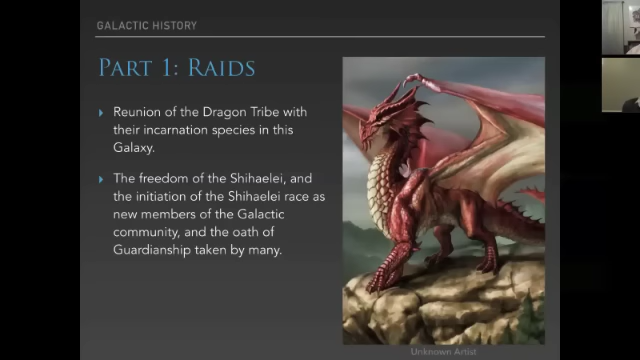 GALACTIC HISTORY
PART 1: RAIDS
Reunion of the Dragon Tribe with
their incarnation species in this
Galaxy.
The freedom of the Shihaelei, and
the initiation of the Shihaelei race as
new members of the Galactic
community, and the oath of
Guardianship taken by many.
Unknown Artist